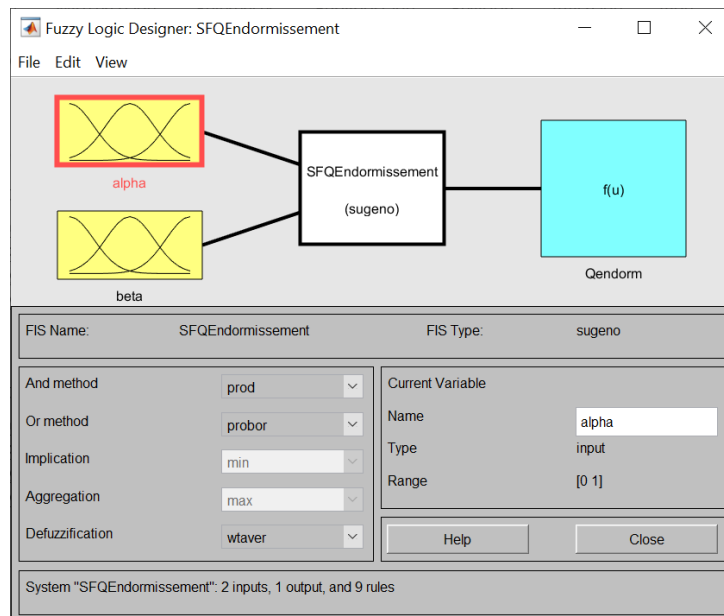 Fuzzy Logic Designer: SFQEndormissement
File Edit View
alpha
beta
SFQEndormissement
(sugeno)
f(u)
Qendorm
FIS Name: SFQEndormissement FIS Type: sugeno
And method prod
Or method probor
Implication min
Aggregation max
Defuzzification wtaver
Current Variable
Name alpha
Type input
Range [0 1]
Help Close
System "SFQEndormissement": 2 inputs, 1 output, and 9 rules